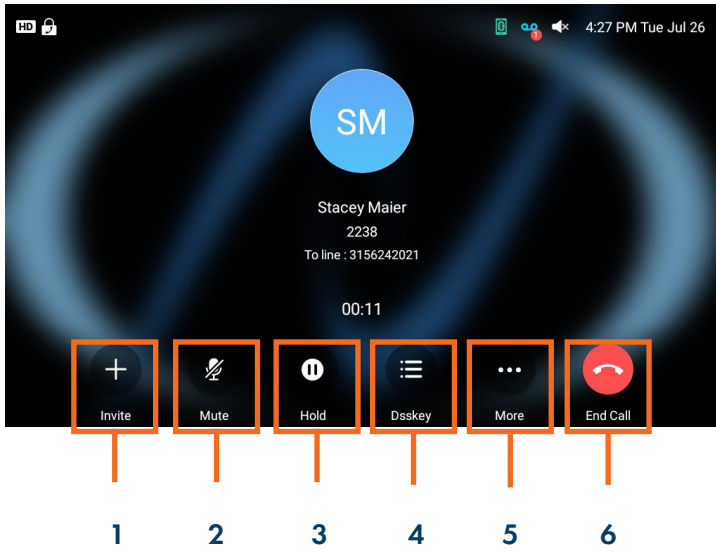 HD
1
4:27 PM Tue Jul 26
SM
Stacey Maier
2238
To line : 3156242021
00:11
Invite Mute Hold Dsskey More End Call
1 2 3 4 5 6